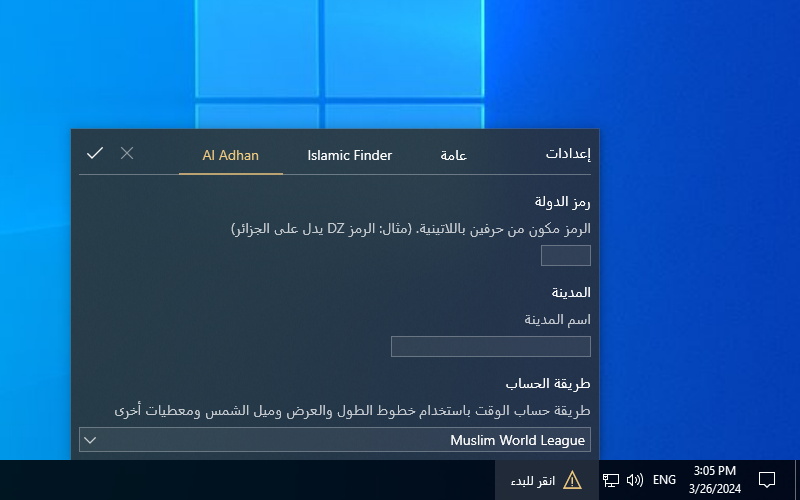 إعدادات
عامة
Islamic Finder
Al Adhan
رمز الدولة
الرمز مكون من حرفين باللاتينية. (مثال: الرمز DZ يدل على الجزائر)
المدينة
اسم المدينة
طريقة الحساب
طريقة حساب الوقت باستخدام خطوط الطول والعرض وميل الشمس ومعطيات أخرى
Muslim World League
انقر للبدء
ENG
3:05 PM
3/26/2024